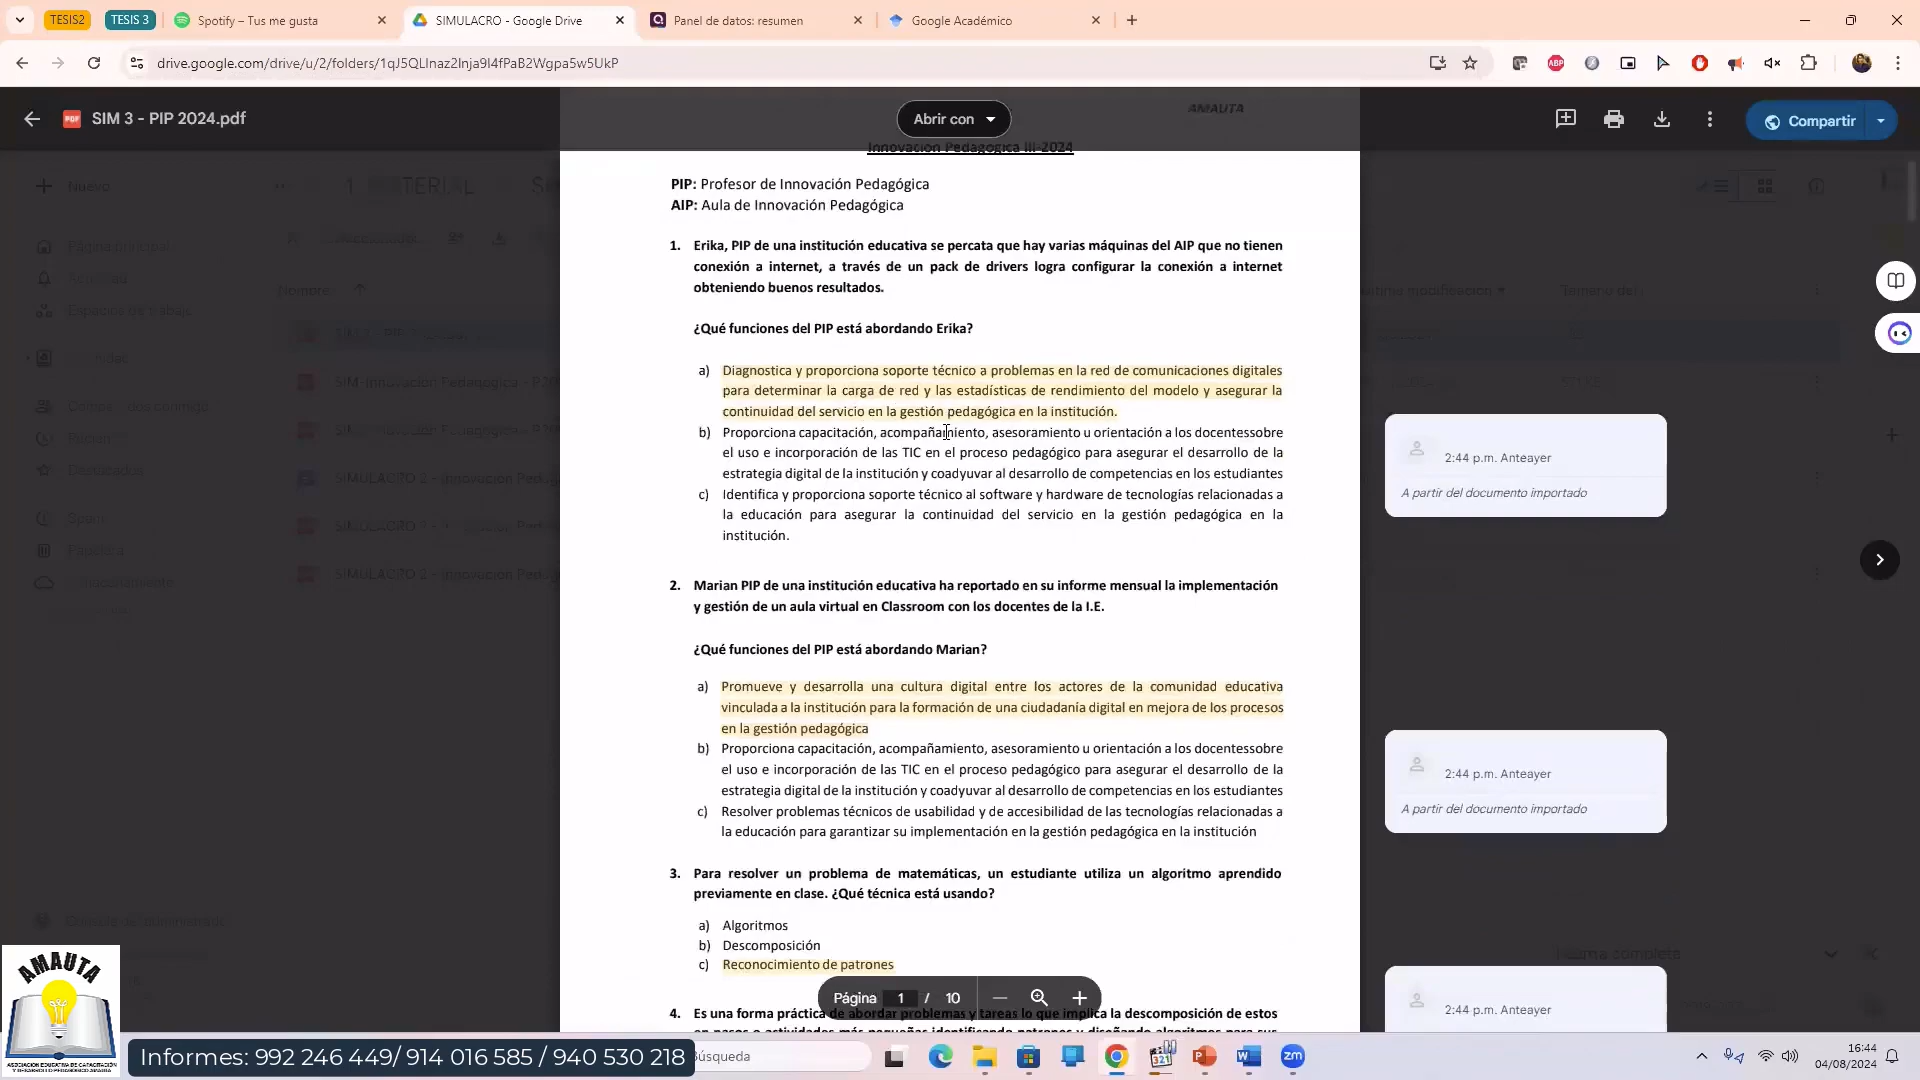 TESIS2
TESIS 3
Spotify – Tus me gusta
SIMULACRO - Google Drive
Panel de datos: resumen
Google Académico
drive.google.com/drive/u/2/folders/1qJ5QLlnaz2Inja9I4fPaB2Wgpa5w5UkP
SIM 3 - PIP 2024.pdf
Abrir con
AMAUTA
Compartir
Innovación Pedagógica III-2024
PIP: Profesor de Innovación Pedagógica
AIP: Aula de Innovación Pedagógica
1. Erika, PIP de una institución educativa se percata que hay varias máquinas del AIP que no tienen
conexión a internet, a través de un pack de drivers logra configurar la conexión a internet
obteniendo buenos resultados.
¿Qué funciones del PIP está abordando Erika?
a) Diagnostica y proporciona soporte técnico a problemas en la red de comunicaciones digitales
para determinar la carga de red y las estadísticas de rendimiento del modelo y asegurar la
continuidad del servicio en la gestión pedagógica en la institución.
b) Proporciona capacitación, acompañamiento, asesoramiento u orientación a los docentessobre
el uso e incorporación de las TIC en el proceso pedagógico para asegurar el desarrollo de la
estrategia digital de la institución y coadyuvar al desarrollo de competencias en los estudiantes
c) Identifica y proporciona soporte técnico al software y hardware de tecnologías relacionadas a
la educación para asegurar la continuidad del servicio en la gestión pedagógica en la
institución.
2. Marian PIP de una institución educativa ha reportado en su informe mensual la implementación
y gestión de un aula virtual en Classroom con los docentes de la I.E.
¿Qué funciones del PIP está abordando Marian?
a) Promueve y desarrolla una cultura digital entre los actores de la comunidad educativa
vinculada a la institución para la formación de una ciudadanía digital en mejora de los procesos
en la gestión pedagógica
b) Proporciona capacitación, acompañamiento, asesoramiento u orientación a los docentessobre
el uso e incorporación de las TIC en el proceso pedagógico para asegurar el desarrollo de la
estrategia digital de la institución y coadyuvar al desarrollo de competencias en los estudiantes
c) Resolver problemas técnicos de usabilidad y de accesibilidad de las tecnologías relacionadas a
la educación para garantizar su implementación en la gestión pedagógica en la institución
3. Para resolver un problema de matemáticas, un estudiante utiliza un algoritmo aprendido
previamente en clase. ¿Qué técnica está usando?
a) Algoritmos
b) Descomposición
c) Reconocimiento de patrones
4. Es una forma práctica de abordar problemas y tareas lo que implica la descomposición de estos
Página 1 / 10
2:44 p.m. Anteayer
A partir del documento importado
2:44 p.m. Anteayer
A partir del documento importado
2:44 p.m. Anteayer
AMAUTA
Informes: 992 246 449/ 914 016 585 / 940 530 218
Búsqueda
16:44
04/08/2024